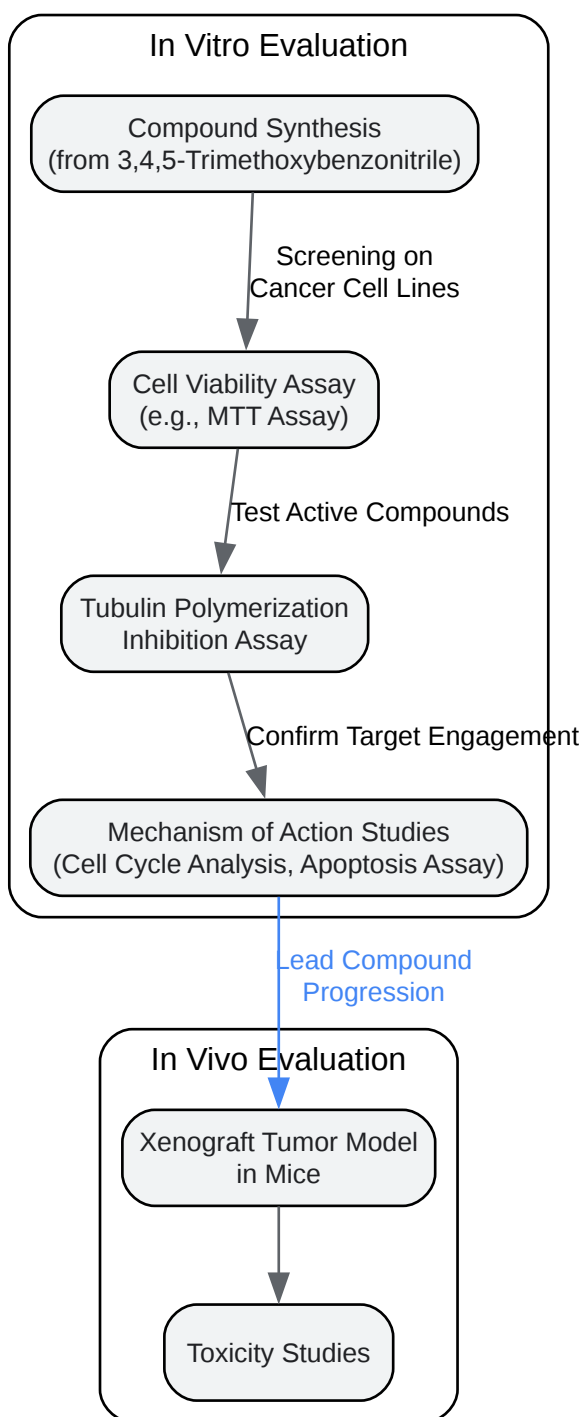 In Vitro Evaluation
Compound Synthesis
(from 3,4,5-Trimethoxybenzonitrile)
Screening on
Cancer Cell Lines
Cell Viability Assay
(e.g., MTT Assay)
Test Active Compounds
Tubulin Polymerization
Inhibition Assay
Confirm Target Engagement
Mechanism of Action Studies
(Cell Cycle Analysis, Apoptosis Assay)
Lead Compound
Progression
In Vivo Evaluation
Xenograft Tumor Model
in Mice
Toxicity Studies